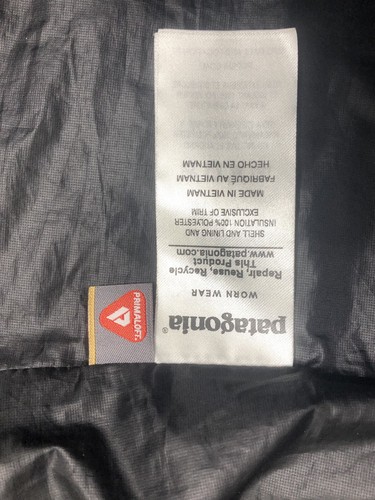 patagonia
WORN WEAR
Repair, Reuse, Recycle
This Product
www.patagonia.com
SHELL AND LINING AND
INSULATION 100% POLYESTER
EXCLUSIVE OF TRIM
MADE IN VIETNAM
FABRIQUÉ AU VIETNAM
HECHO EN VIETNAM
PRIMALOFT